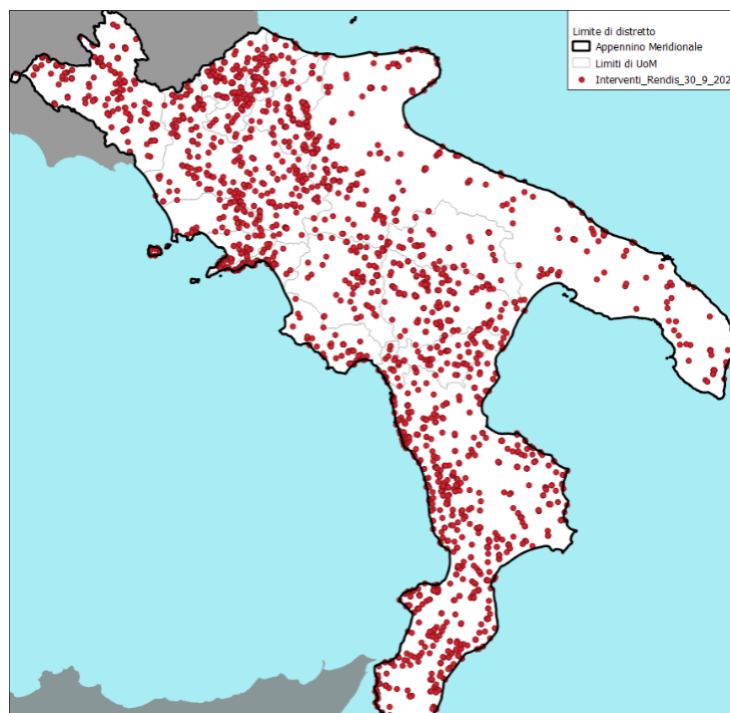 Limite di distretto
Appennino Meridionale
Limiti di UoM
Interventi_Rendis_30_9_202